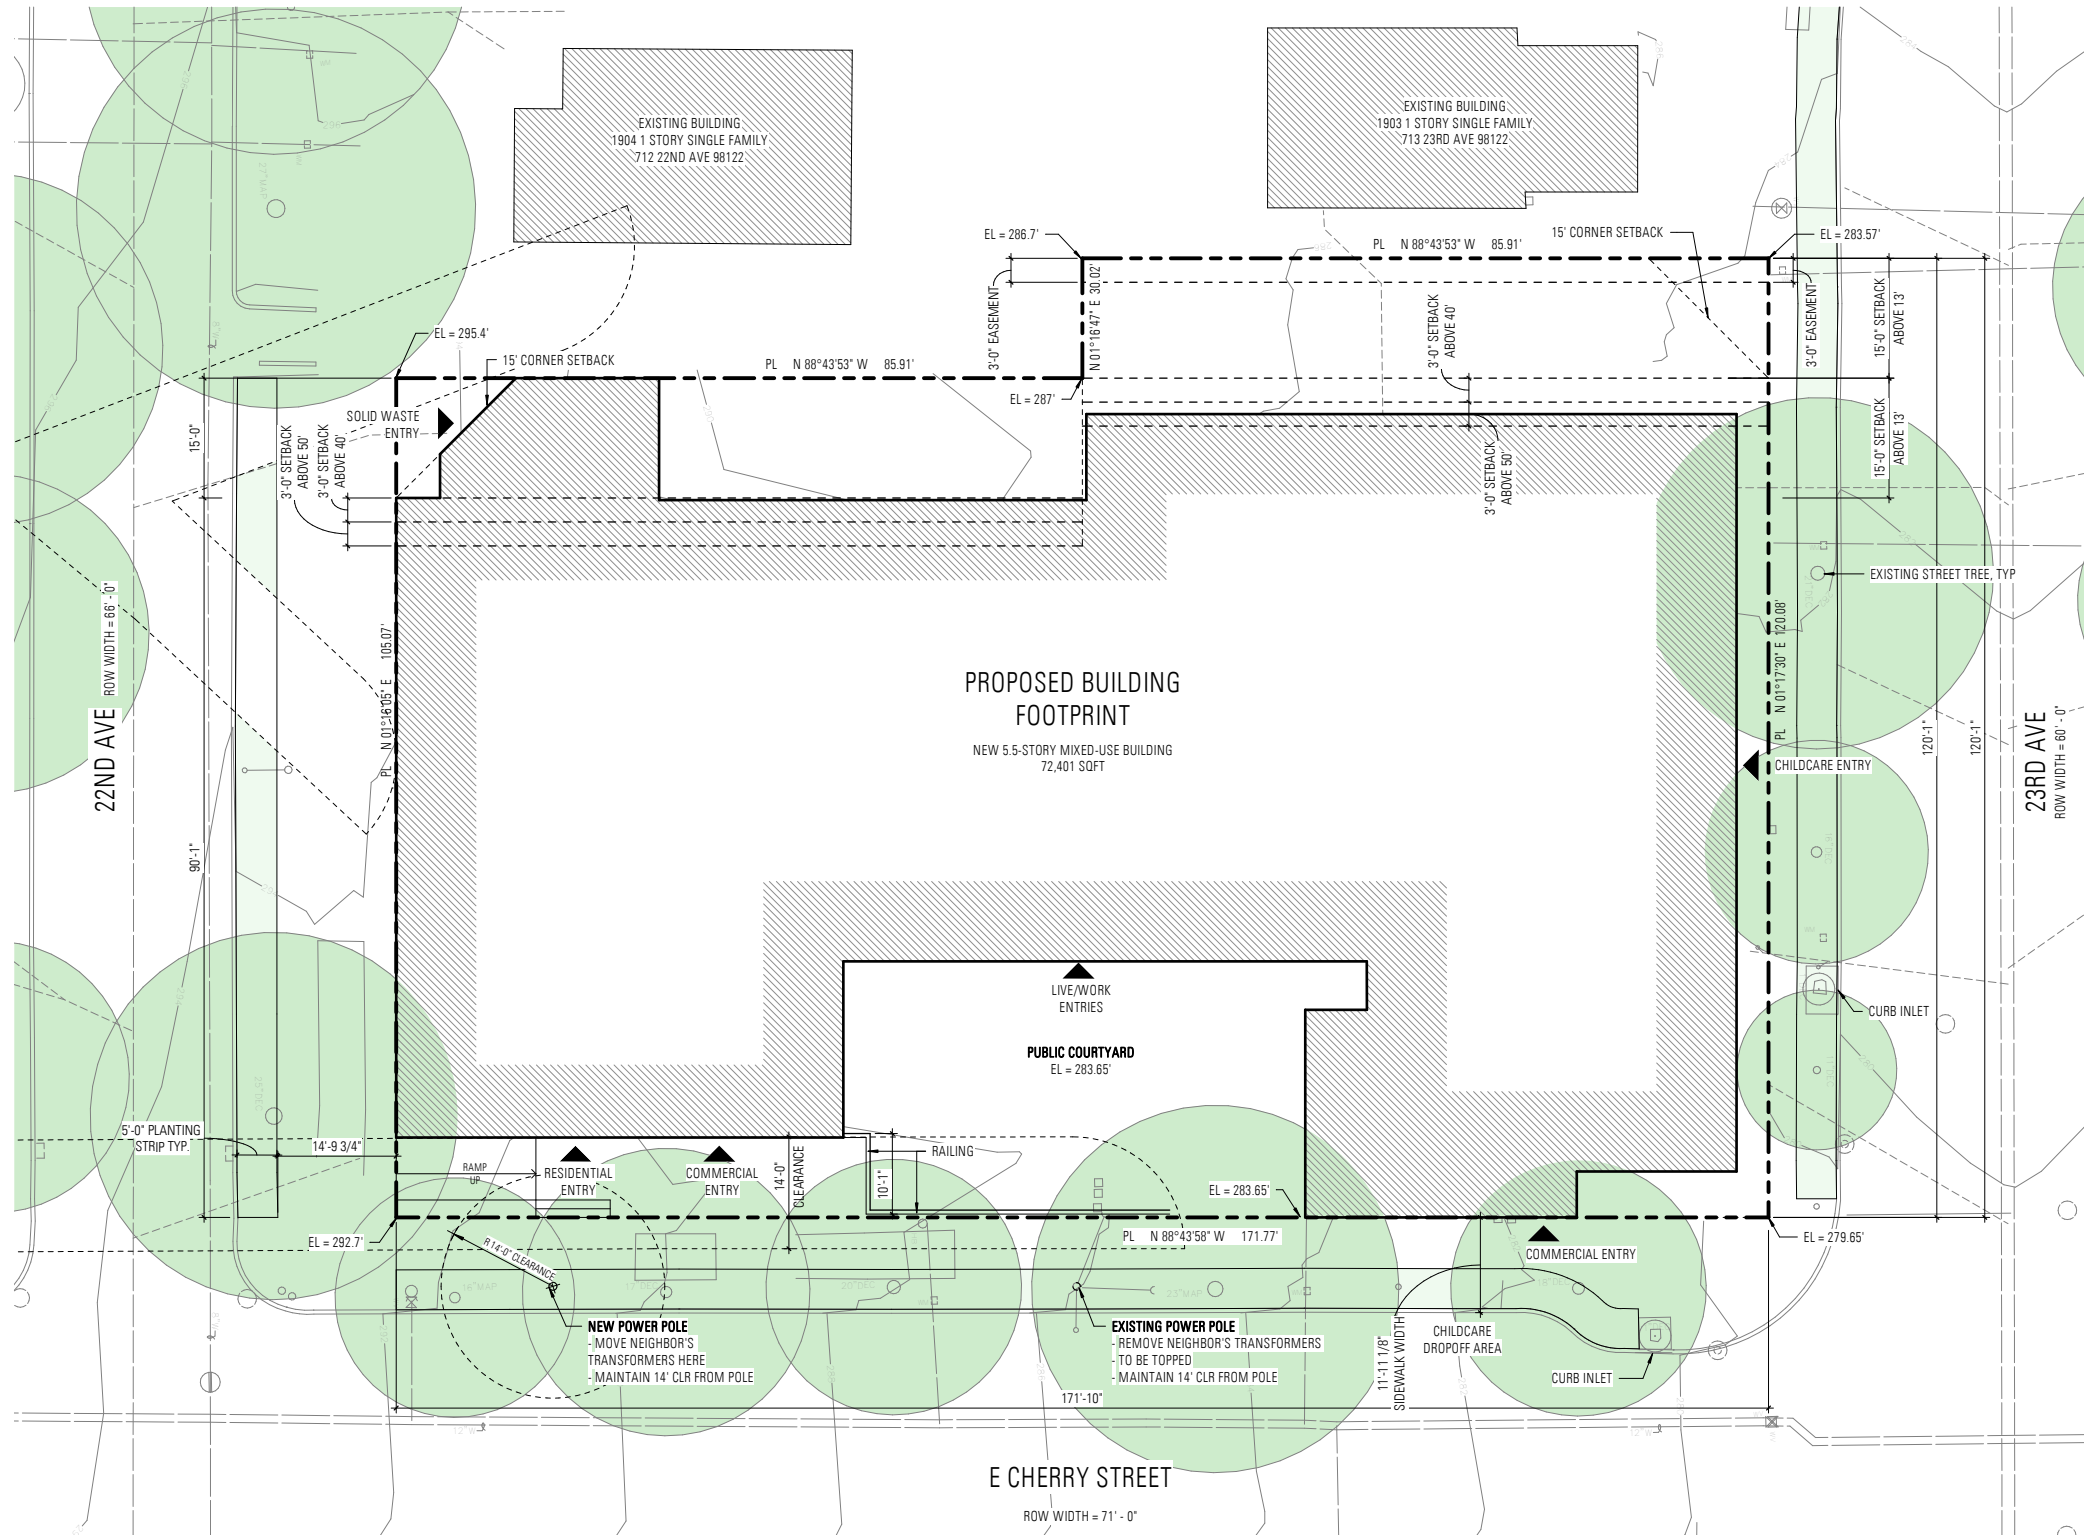 EXISTING BUILDING
1904 1 STORY SINGLE FAMILY
712 22ND AVE 98122
EXISTING BUILDING
1903 1 STORY SINGLE FAMILY
713 23RD AVE 98122
EL = 286.7'
PL N 88°43'53" W 85.91'
15' CORNER SETBACK
EL = 283.57'
3'-0" EASEMENT
N 01°16'47" E 30.02'
3'-0" SETBACK
ABOVE 40'
3'-0" EASEMENT
15'-0" SETBACK
ABOVE 13'
EL = 295.4'
15' CORNER SETBACK
PL N 88°43'53" W 85.91'
EL = 287'
SOLID WASTE
ENTRY
15'-0"
3'-0" SETBACK
ABOVE 50'
3'-0" SETBACK
ABOVE 40'
3'-0" SETBACK
ABOVE 50'
15'-0" SETBACK
ABOVE 13'
EXISTING STREET TREE, TYP
22ND AVE
ROW WIDTH = 66' - 0"
PL N 01°16'05" E 105.07'
PROPOSED BUILDING
FOOTPRINT
NEW 5.5-STORY MIXED-USE BUILDING
72,401 SQFT
PL N 01°17'30" E 120.08'
CHILDCARE ENTRY
120'-1"
120'-1"
23RD AVE
ROW WIDTH = 60' - 0"
90'-1"
LIVE/WORK
ENTRIES
PUBLIC COURTYARD
EL = 283.65'
CURB INLET
5'-0" PLANTING
STRIP TYP.
14'-9 3/4"
RAMP
UP
RESIDENTIAL
ENTRY
COMMERCIAL
ENTRY
14'-0"
CLEARANCE
10'-1"
RAILING
EL = 283.65'
PL N 88°43'58" W 171.77'
EL = 292.7'
R 14'-0" CLEARANCE
COMMERCIAL ENTRY
EL = 279.65'
16"MAP
12"DEC
20"DEC
23"MAP
18"DEC
NEW POWER POLE
- MOVE NEIGHBOR'S
TRANSFORMERS HERE
- MAINTAIN 14' CLR FROM POLE
EXISTING POWER POLE
- REMOVE NEIGHBOR'S TRANSFORMERS
- TO BE TOPPED
- MAINTAIN 14' CLR FROM POLE
11'-11 1/8"
SIDEWALK WIDTH
CHILDCARE
DROPOFF AREA
CURB INLET
171'-10"
E CHERRY STREET
ROW WIDTH = 71' - 0"